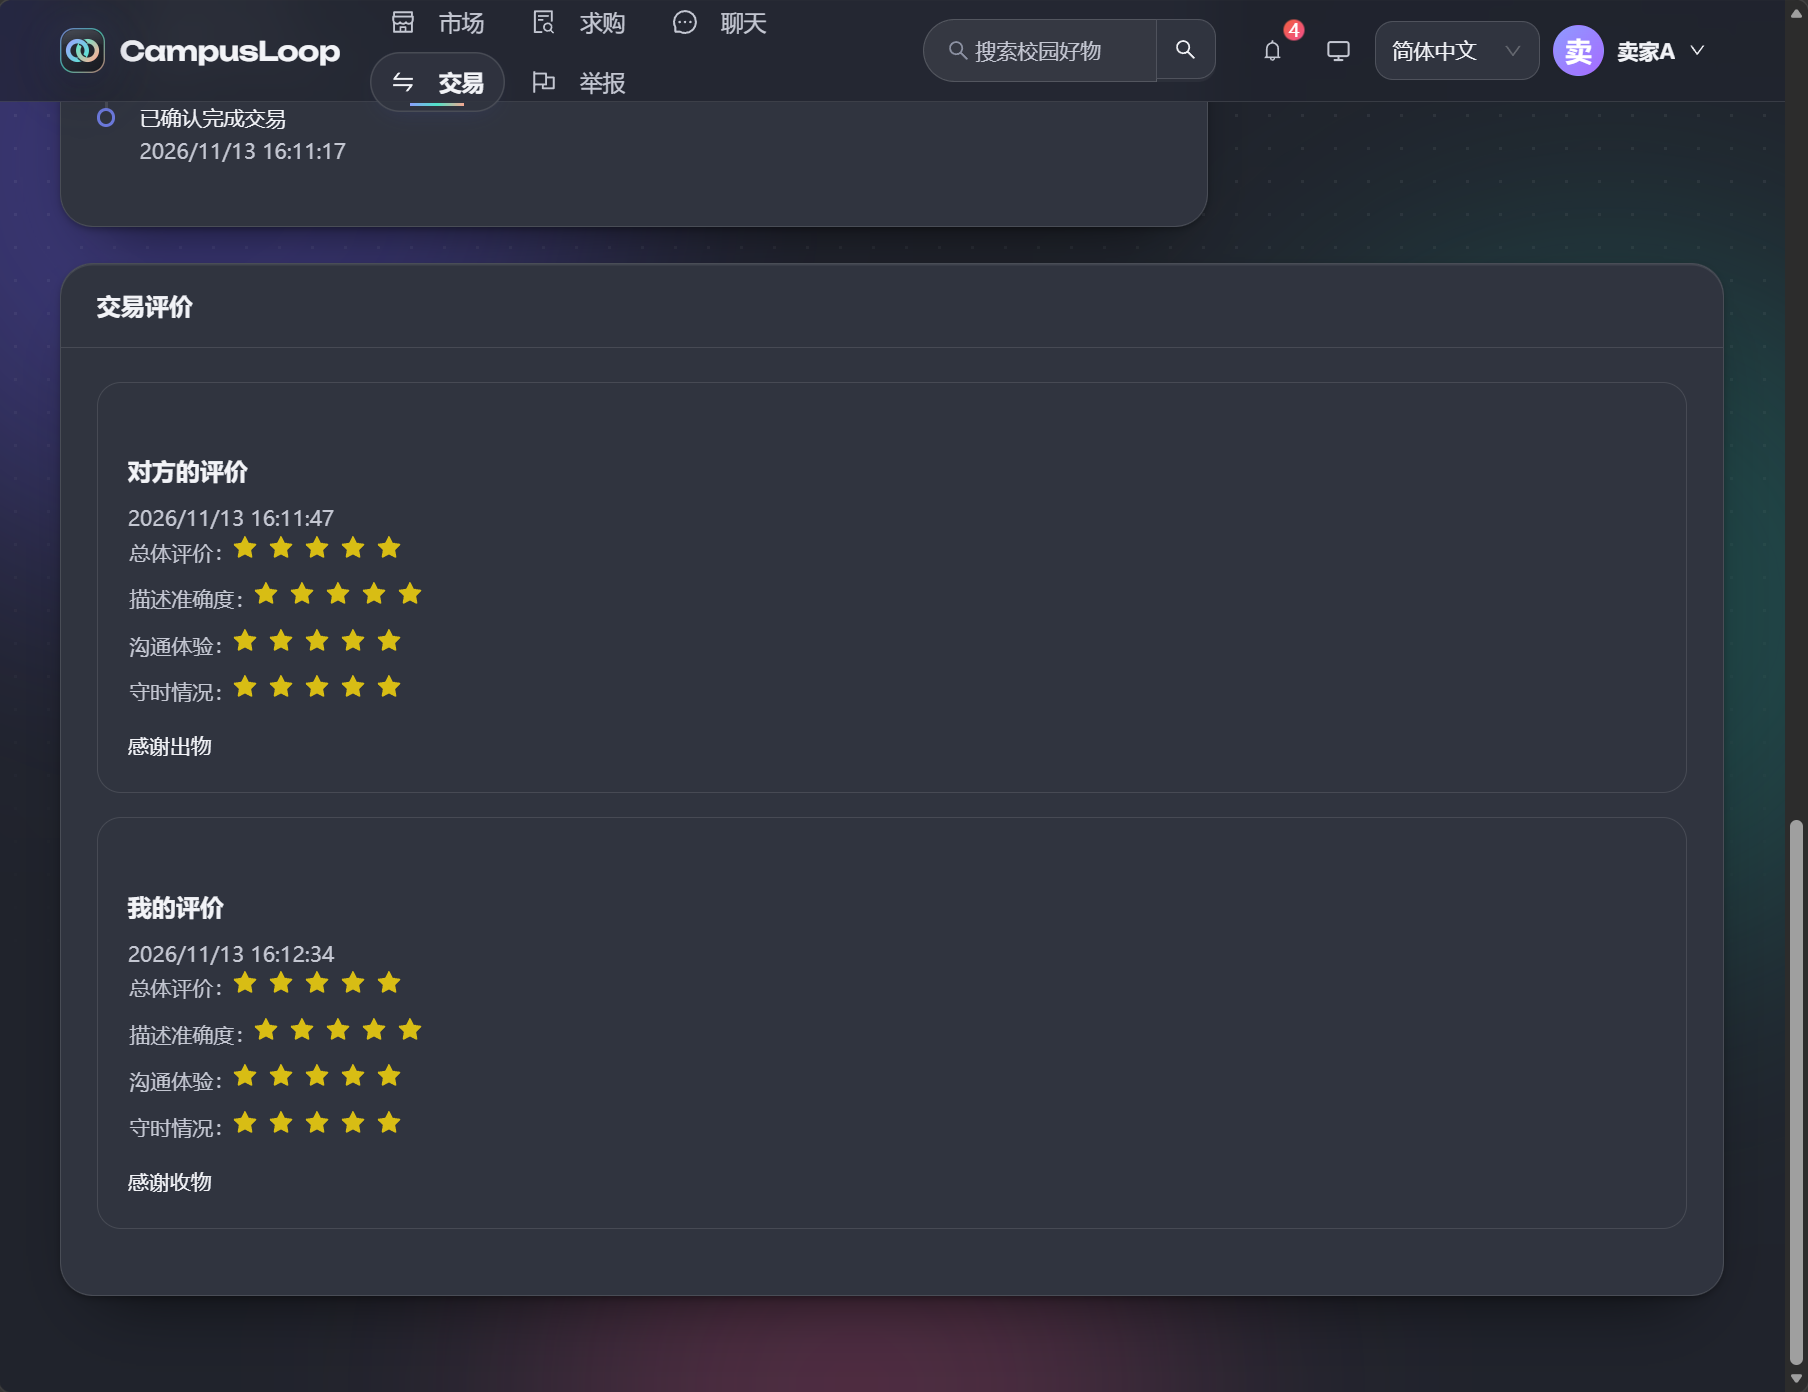 CampusLoop
市场
求购
聊天
交易
举报
搜索校园好物
4
简体中文
卖
卖家A
已确认完成交易
2026/11/13 16:11:17
交易评价
对方的评价
2026/11/13 16:11:47
总体评价：
描述准确度：
沟通体验：
守时情况：
感谢出物
我的评价
2026/11/13 16:12:34
总体评价：
描述准确度：
沟通体验：
守时情况：
感谢收物